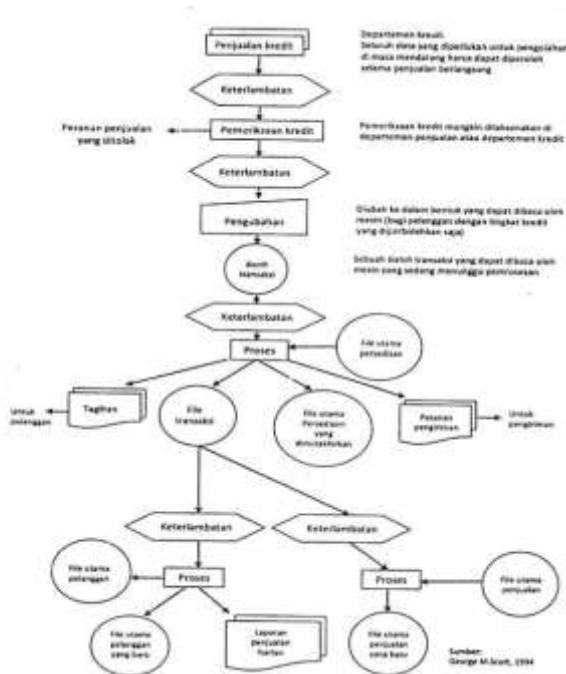 Penjualan kredit
Departemen kredit.
Seluruh data yang diperlukan untuk pengolahan
di masa mendatang harus dapat diperoleh
selama penjualan berlangsung
Keterlambatan
Pesanan penjualan
yang ditolak
Pemeriksaan kredit
Pemeriksaan kredit mungkin dilaksanakan di
departemen penjualan atau departemen kredit
Keterlambatan
Pengubahan
Diubah ke dalam bentuk yang dapat dibaca oleh
mesin (bagi pelanggan dengan tingkat kredit
yang diperbolehkan saja)
transaksi
Sebuah transaksi yang dapat dibaca oleh
mesin yang sedang menunggu pemrosesan
Keterlambatan
Proses
File utama
persediaan
Untuk
pelanggan
Tagihan
File
transaksi
File utama
Persediaan
yang
dimutakhirkan
Pesanan
pengiriman
Untuk
pengiriman
Keterlambatan
Keterlambatan
File utama
pelanggan
Proses
Proses
File utama
penjualan
File utama
pelanggan
yang baru
Laporan
penjualan
harian
File utama
penjualan
yang baru
Sumber:
George M.Scott, 1994